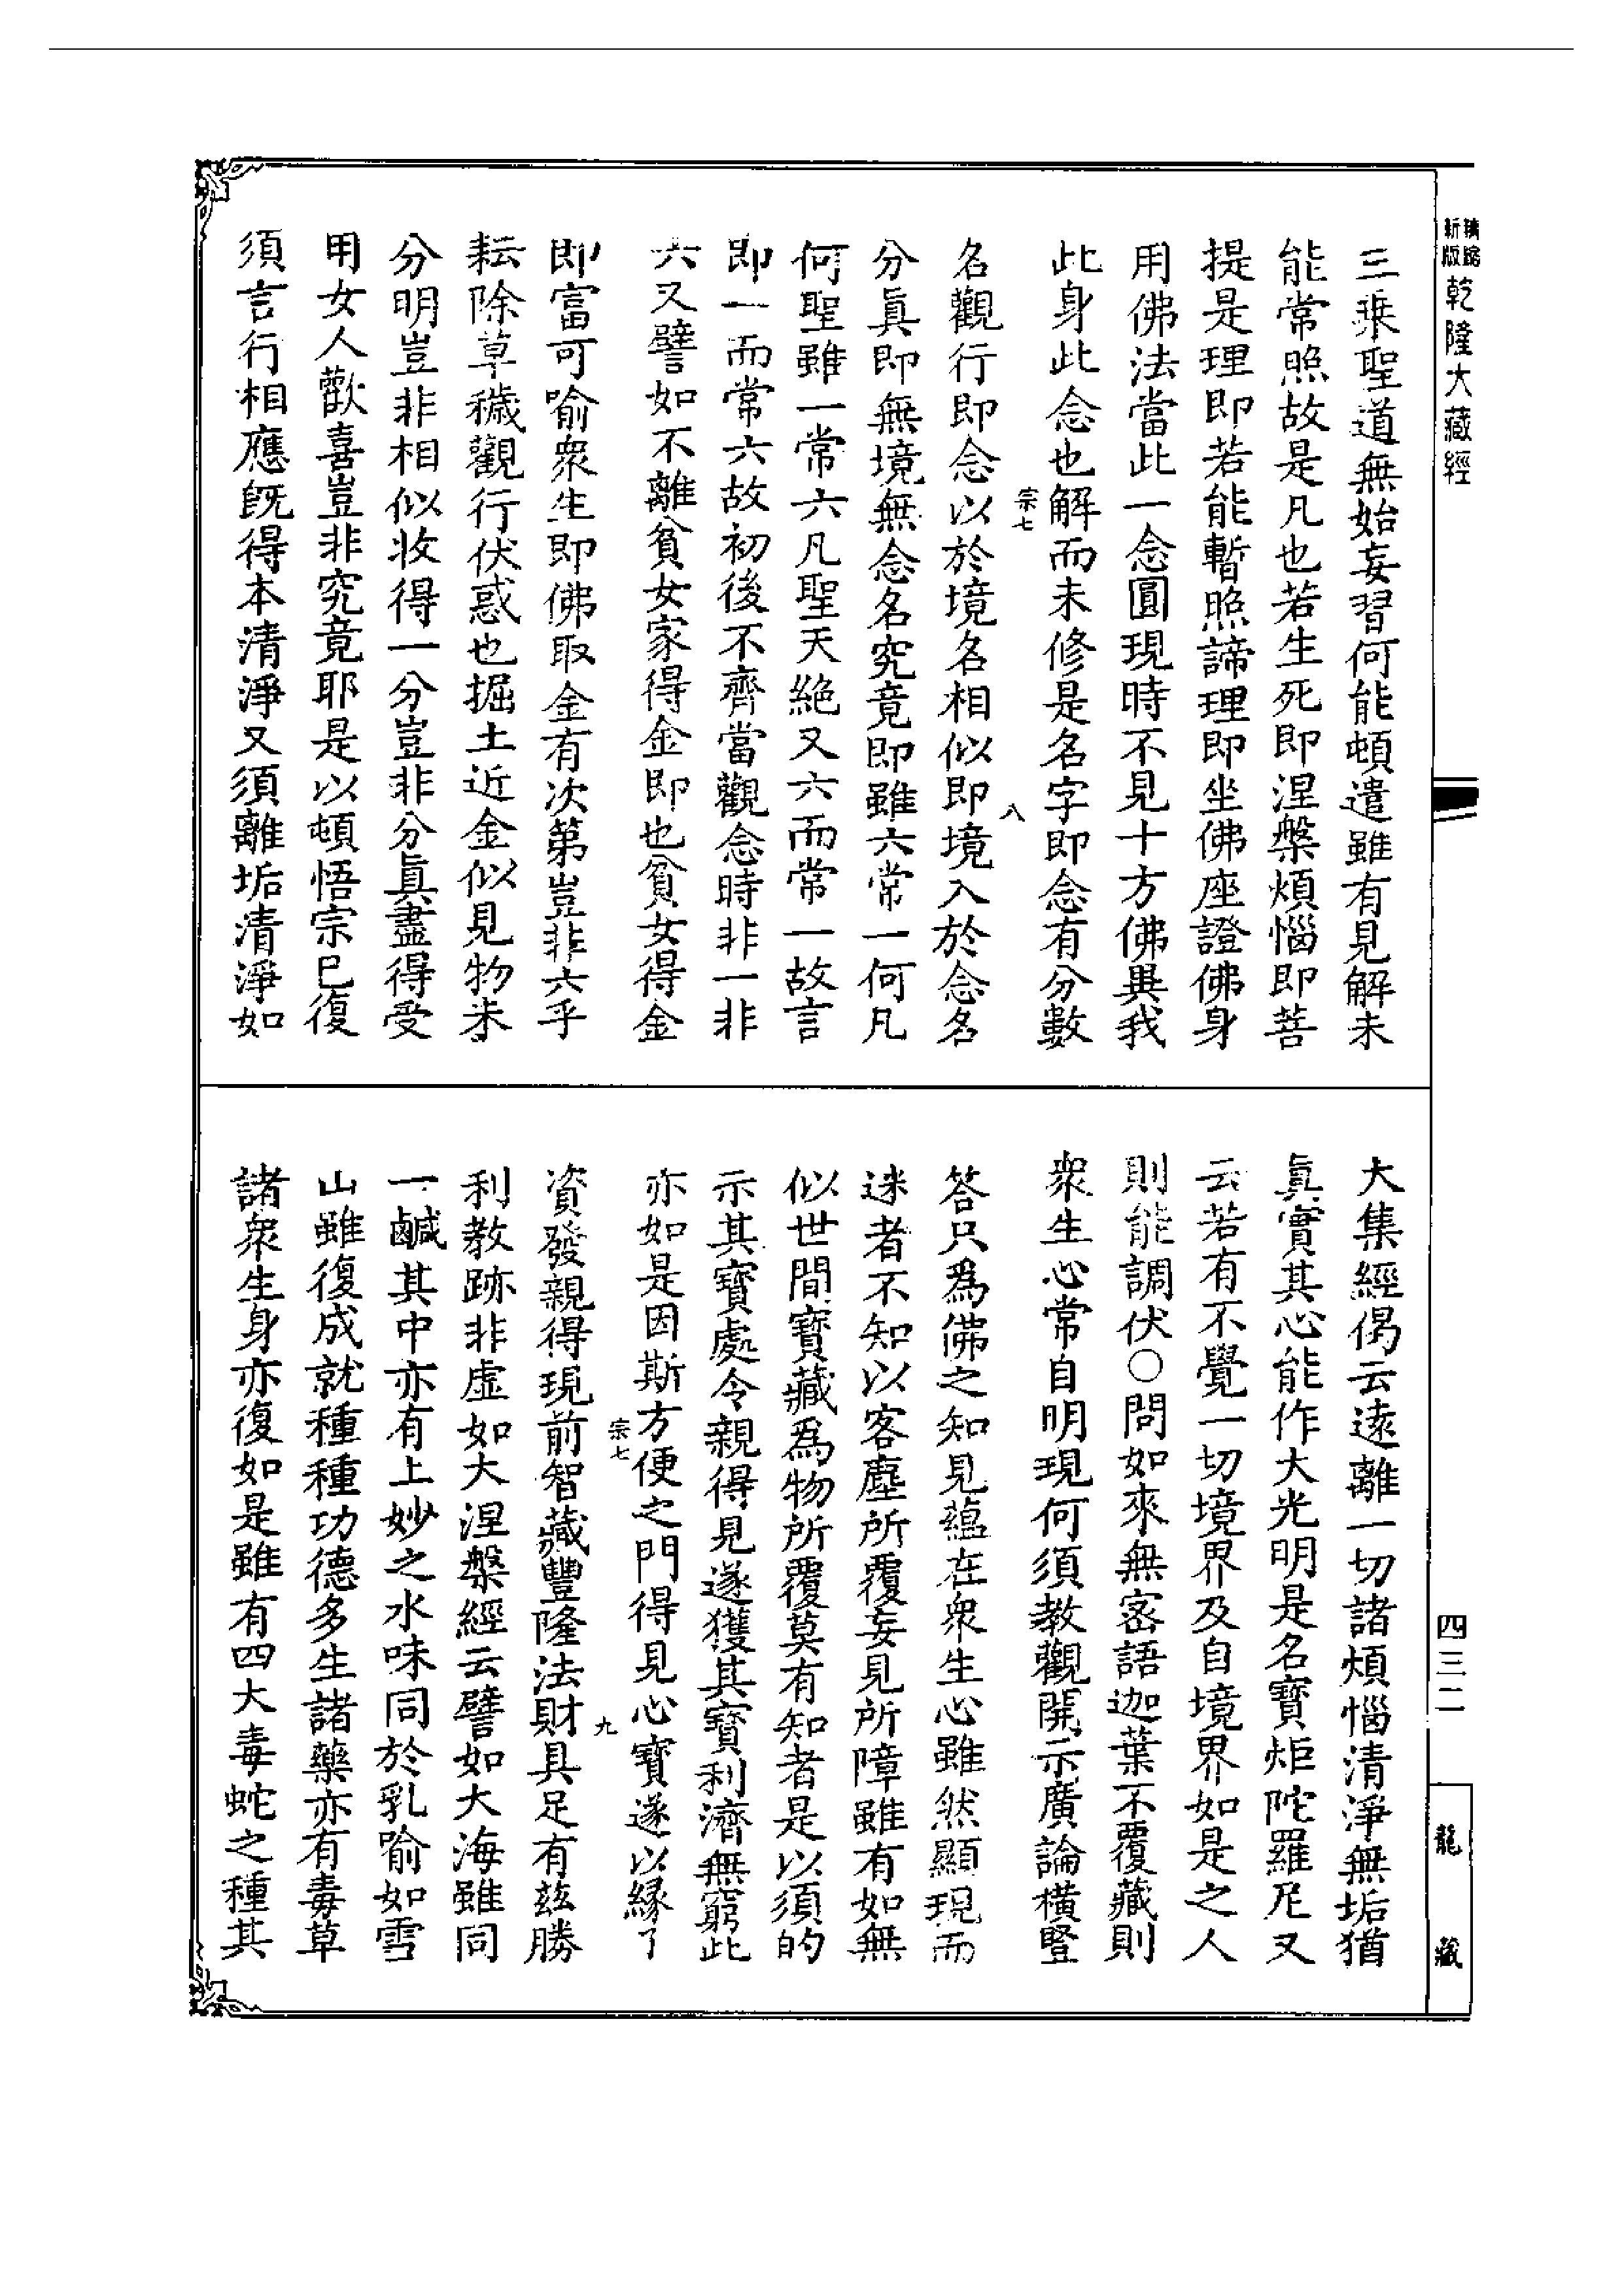 新版
乾隆大藏經
三乘聖道無始妄習何能頓遣雖有見解未
能常照故是凡也若生死即涅槃煩惱即菩
提是理即若能暫照諦理即坐佛座證佛身
用佛法當此一念圓現時不見十方佛異我
此身此念也解而未修是名字即念有分數
宗七
八
名觀行即念以於境名相似即境入於念名
分眞即無境無念名究竟即雖六常一何凡
何聖雖一常六凡聖天絶又六而常一故言
即一而常六故初後不齊當觀念時非一非
六又譬如不離貧女家得金即也貧女得金
即富可喻衆生即佛取金有次第豈非六乎
耘除草穢觀行伏惑也掘土近金似見物未
分明豈非相似收得一分豈非分眞盡得受
用女人歡喜豈非究竟耶是以頓悟宗已復
須言行相應旣得本清淨又須離垢清淨如
大集經偈云遠離一切諸煩惱清淨無垢猶
眞實其心能作大光明是名寶炬陀羅尼又
云若有不覺一切境界及自境界如是之人
則能調伏○問如來無密語迦葉不覆藏則
衆生心常自明現何須教觀開示廣論橫豎
答只爲佛之知見蘊在衆生心雖然顯現而
迷者不知以客塵所覆妄見所障雖有如無
似世間寶藏爲物所覆莫有知者是以須的
示其寶處令親得見遂獲其寶利濟無窮此
亦如是因斯方便之門得見心寶遂以緣了
宗七
九
資發親得現前智藏豐隆法財具足有茲勝
利教跡非虛如大涅槃經云譬如大海雖同
一鹹其中亦有上妙之水味同於乳喻如雪
山雖復成就種種功德多生諸藥亦有毒草
諸衆生身亦復如是雖有四大毒蛇之種其
四三二
龍藏